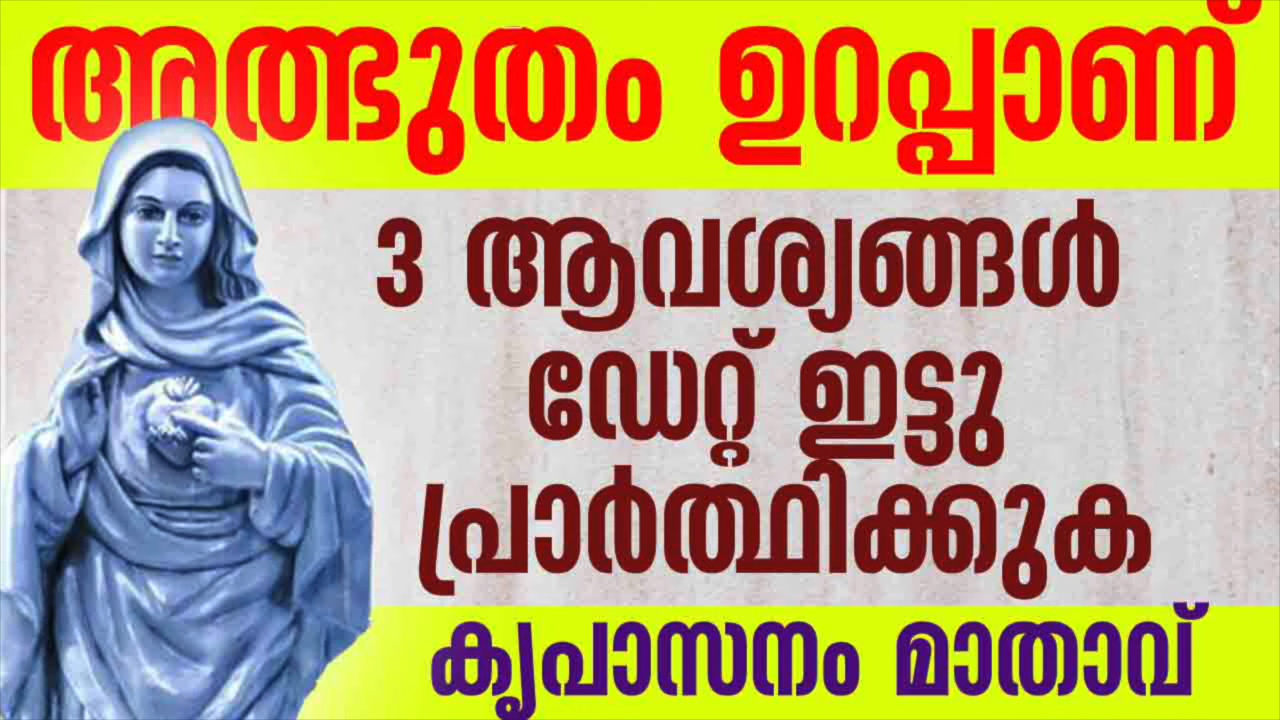 അത്ഭുതം ഉറപ്പാണ്
3 ആവശ്യങ്ങൾ
ഡേറ്റ് ഇട്ടു
പ്രാർത്ഥിക്കുക
കൃപാസനം മാതാവ്